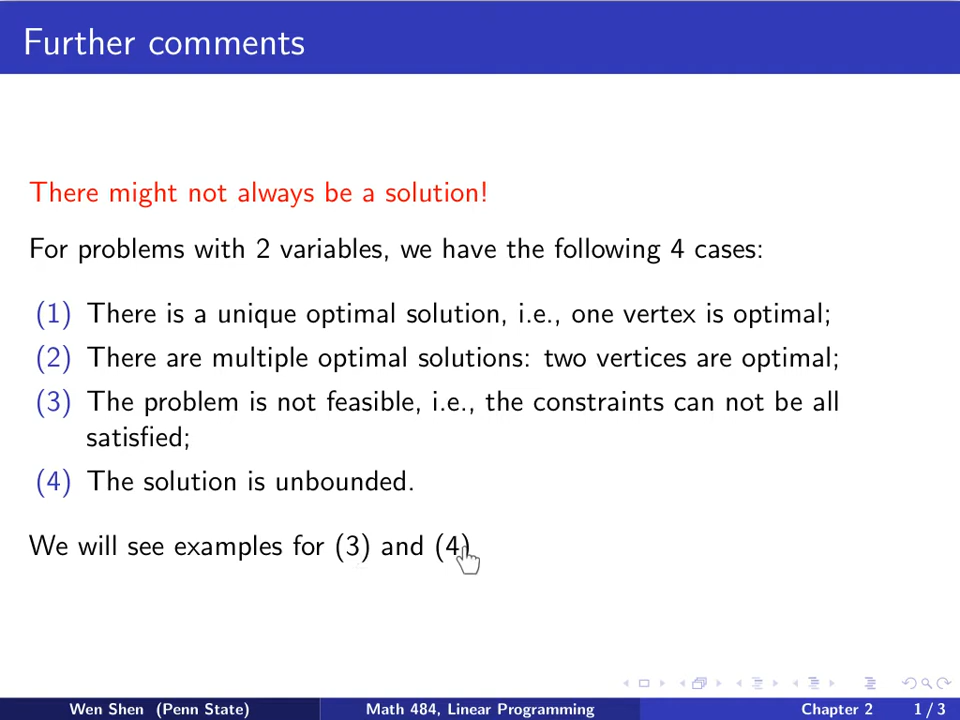 Further comments
There might not always be a solution!
For problems with 2 variables, we have the following 4 cases:
(1) There is a unique optimal solution, i.e., one vertex is optimal;
(2) There are multiple optimal solutions: two vertices are optimal;
(3) The problem is not feasible, i.e., the constraints can not be all
satisfied;
(4) The solution is unbounded.
We will see examples for (3) and (4)
Wen Shen (Penn State) Math 484, Linear Programming Chapter 2 1 / 3